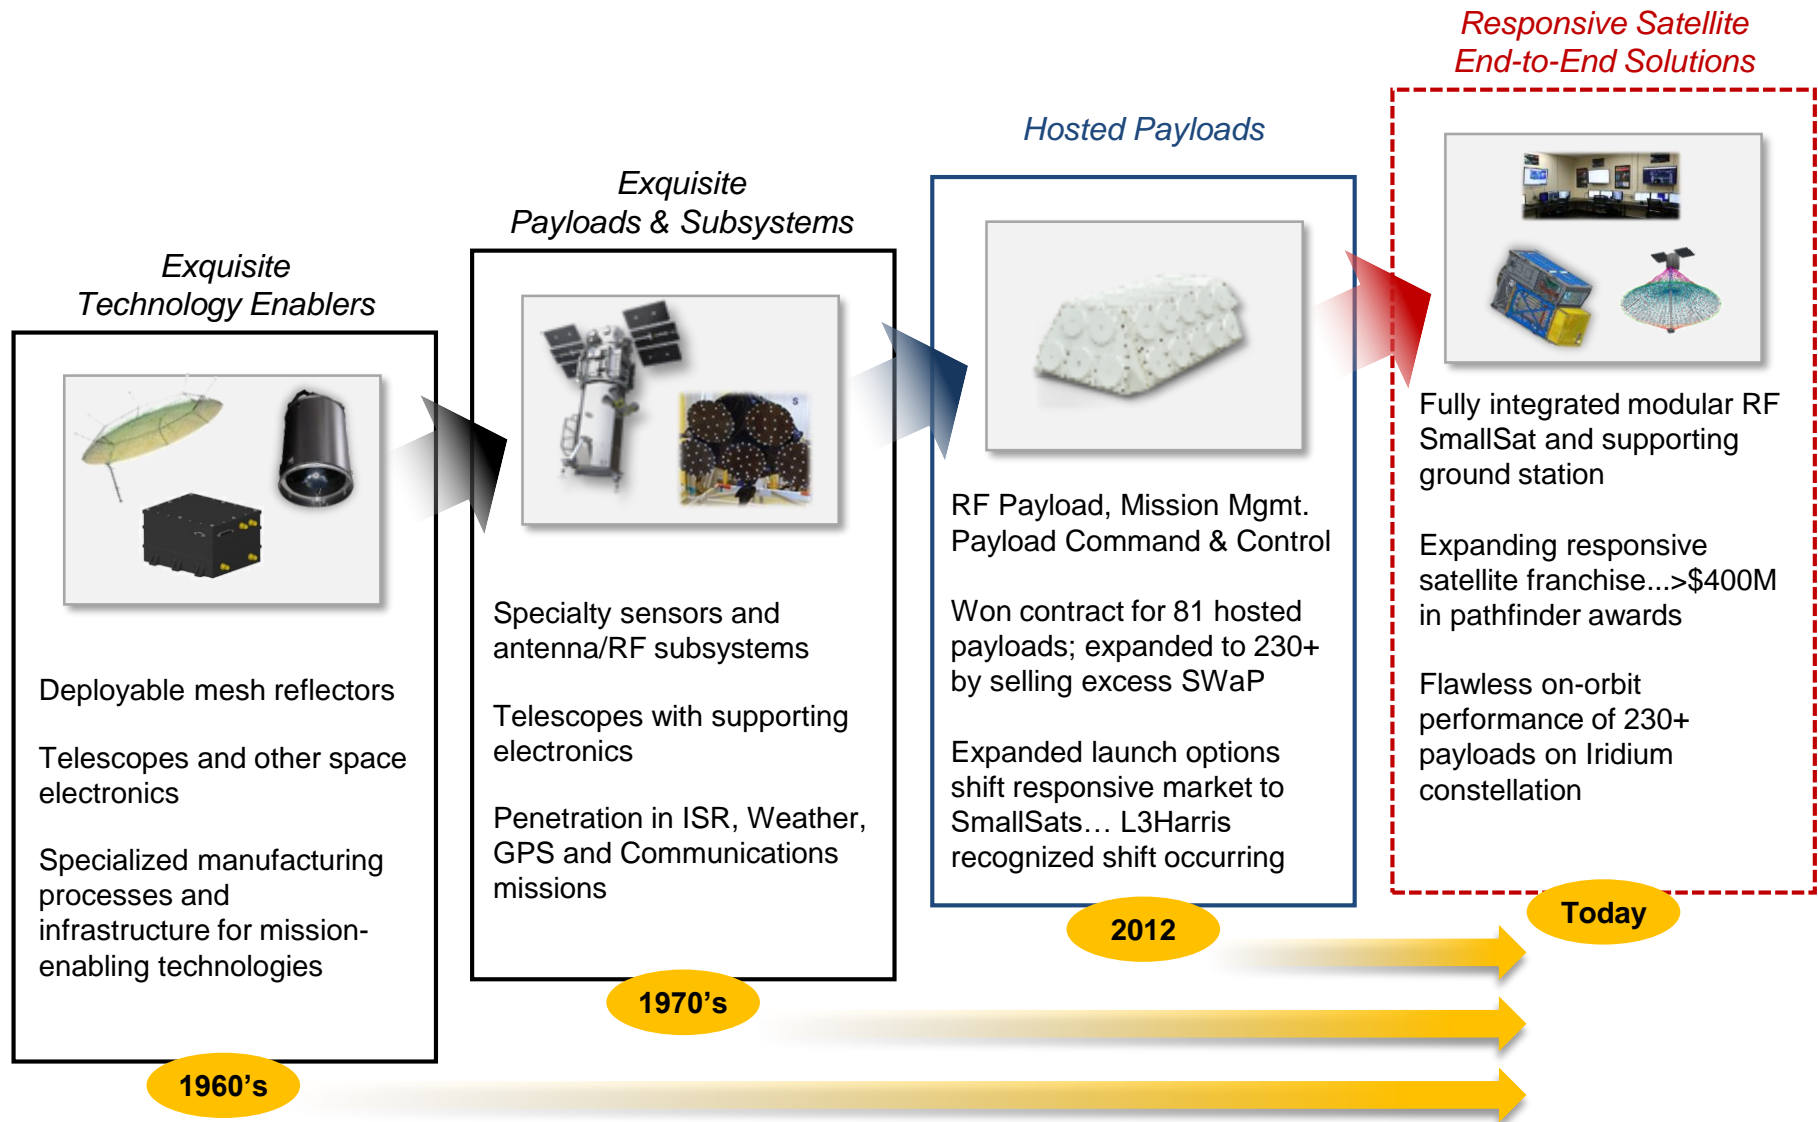 Exquisite
Technology Enablers
Deployable mesh reflectors
Telescopes and other space
electronics
Specialized manufacturing
processes and
infrastructure for mission-
enabling technologies
1960's
Exquisite
Payloads & Subsystems
S
Specialty sensors and
antenna/RF subsystems
Telescopes with supporting
electronics
Penetration in ISR, Weather,
GPS and Communications
missions
1970's
Hosted Payloads
RF Payload, Mission Mgmt.
Payload Command & Control
Won contract for 81 hosted
payloads; expanded to 230+
by selling excess SWaP
Expanded launch options
shift responsive market to
SmallSats… L3Harris
recognized shift occurring
2012
Responsive Satellite
End-to-End Solutions
Fully integrated modular RF
SmallSat and supporting
ground station
Expanding responsive
satellite franchise...>$400M
in pathfinder awards
Flawless on-orbit
performance of 230+
payloads on Iridium
constellation
Today